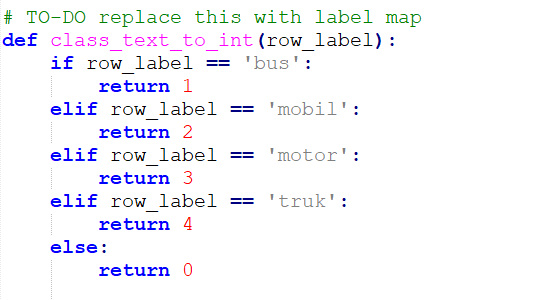 # TO-DO replace this with label map
def class_text_to_int(row_label):
    if row_label == 'bus':
        return 1
    elif row_label == 'mobil':
        return 2
    elif row_label == 'motor':
        return 3
    elif row_label == 'truk':
        return 4
    else:
        return 0